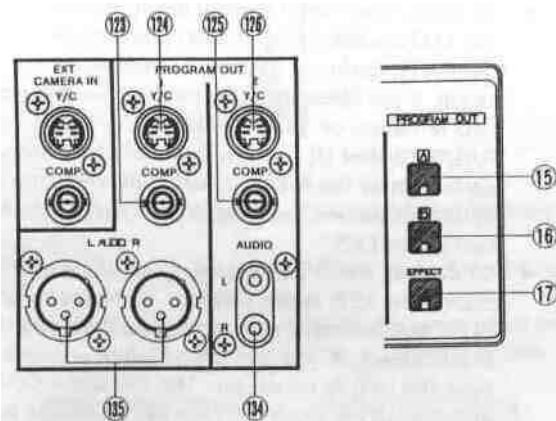 123 124 125 126
EXT
CAMERA IN
Y/C
PROGRAM OUT
1
Y/C
2
Y/C
COMP
COMP
COMP
L AUDIO R
AUDIO
L
R
135 134
PROGRAM OUT
A
15
B
16
EFFECT
17